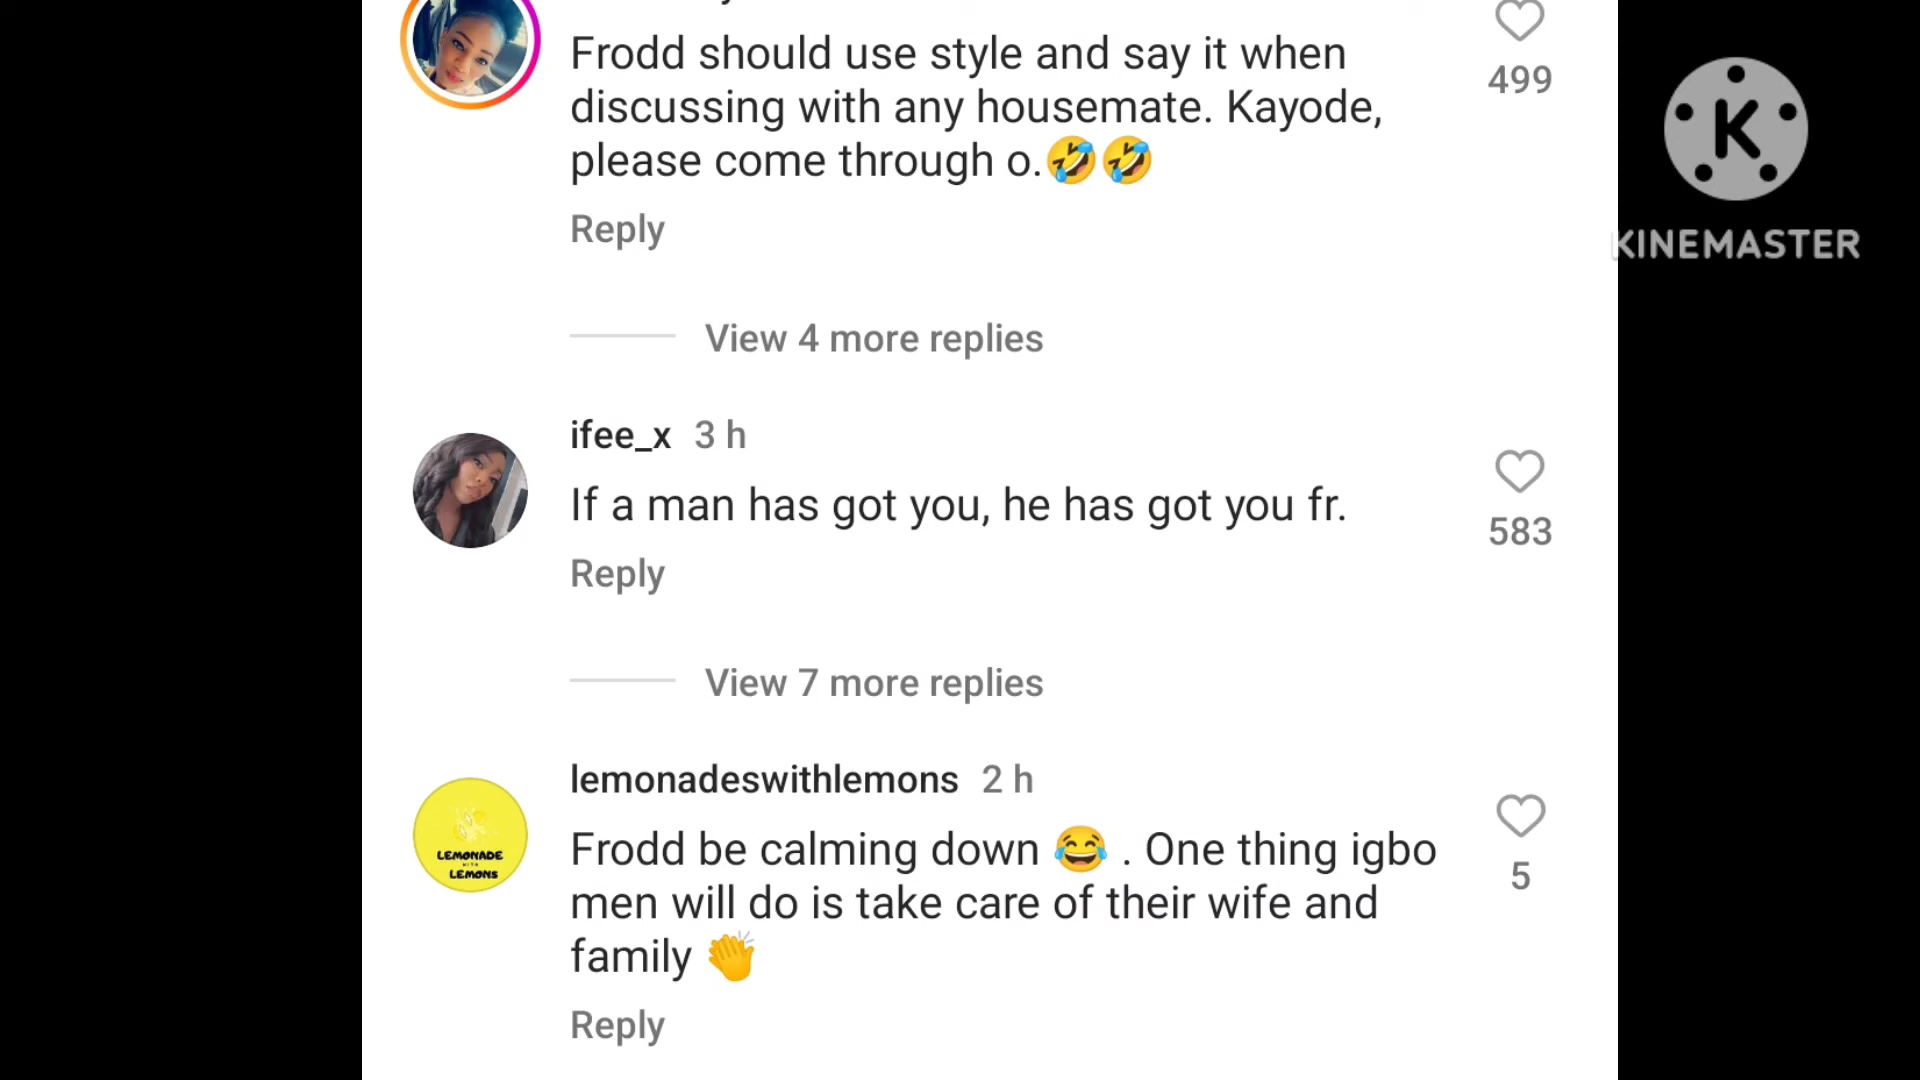 Frodd should use style and say it when
499
discussing with any housemate. Kayode,
please come through o.🤣🤣
Reply
K
KINEMASTER
View 4 more replies
ifee_x 3 h
If a man has got you, he has got you fr.
583
Reply
View 7 more replies
lemonadeswithlemons 2 h
LEMONADE
WITH
LEMONS
Frodd be calming down 😂 . One thing igbo
men will do is take care of their wife and
5
family 👏
Reply